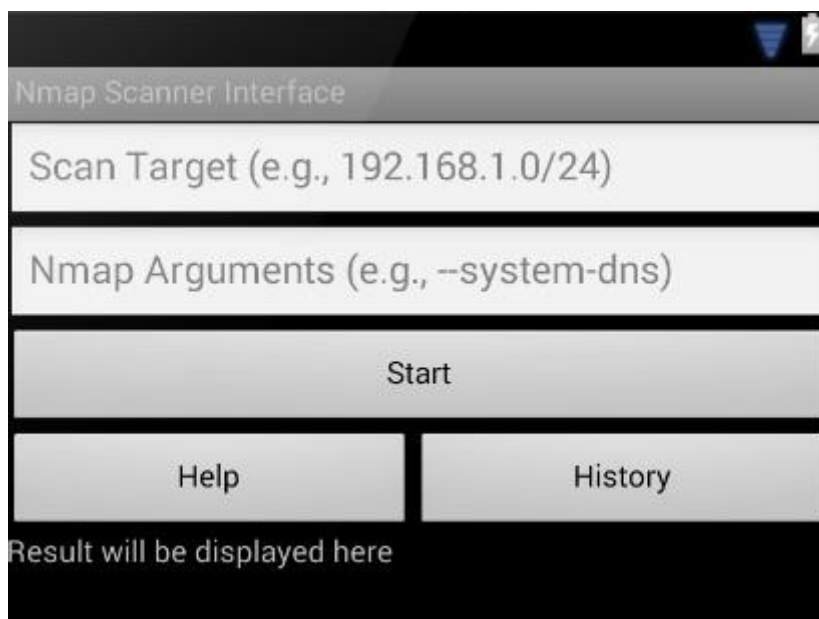 Nmap Scanner Interface
Scan Target (e.g., 192.168.1.0/24)
Nmap Arguments (e.g., --system-dns)
Start
Help
History
Result will be displayed here